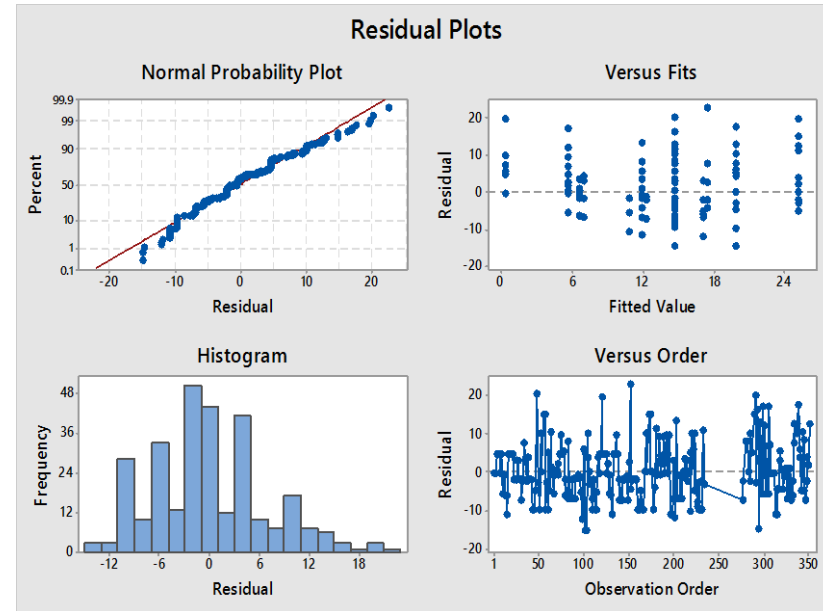 Residual Plots
Normal Probability Plot
99.9
99
90
50
10
1
0.1
Percent
-20 -10 0 10 20
Residual
Versus Fits
20
10
0
-10
-20
Residual
0 6 12 18 24
Fitted Value
Histogram
48
36
24
12
0
Frequency
-12 -6 0 6 12 18
Residual
Versus Order
20
10
0
-10
-20
Residual
1 50 100 150 200 250 300 350
Observation Order